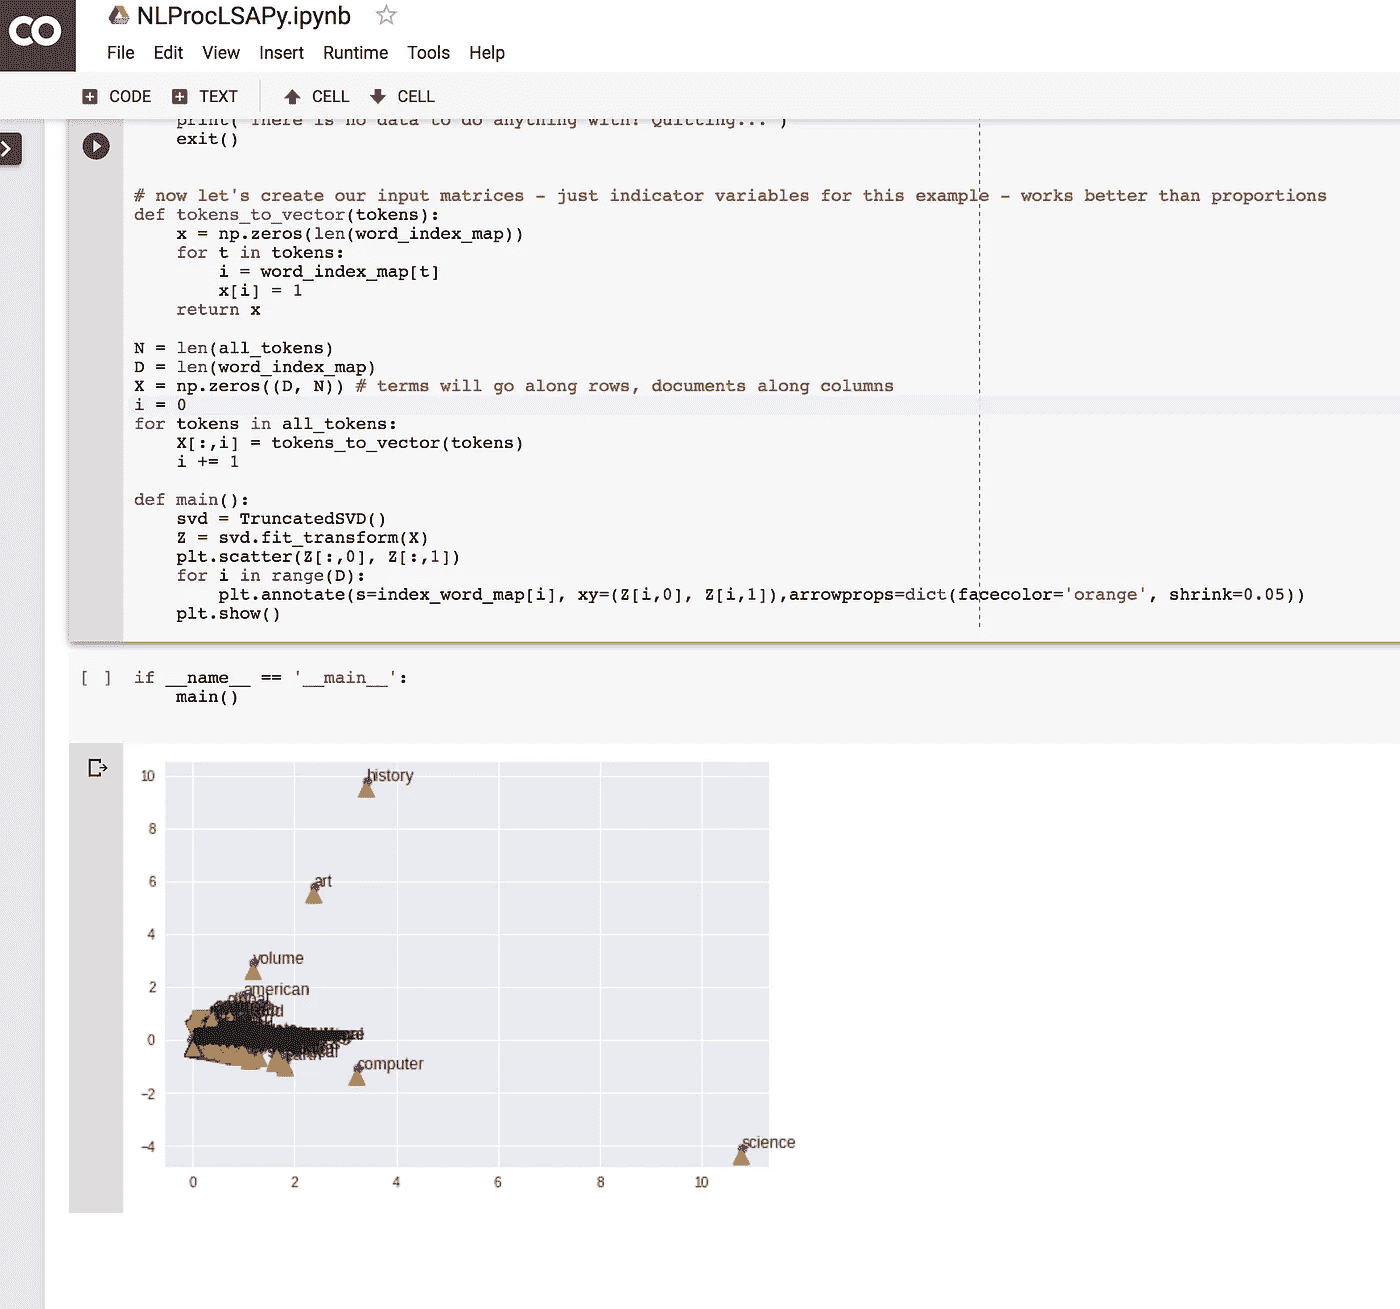 CO
NLProcLSAPy.ipynb
File Edit View Insert Runtime Tools Help
CODE TEXT CELL CELL
print("There is no data to do anything with! Quitting...")
exit()
# now let's create our input matrices - just indicator variables for this example - works better than proportions
def tokens_to_vector(tokens):
    x = np.zeros(len(word_index_map))
    for t in tokens:
        i = word_index_map[t]
        x[i] = 1
    return x
N = len(all_tokens)
D = len(word_index_map)
X = np.zeros((D, N)) # terms will go along rows, documents along columns
i = 0
for tokens in all_tokens:
    X[:,i] = tokens_to_vector(tokens)
    i += 1
def main():
    svd = TruncatedSVD()
    Z = svd.fit_transform(X)
    plt.scatter(Z[:,0], Z[:,1])
    for i in range(D):
        plt.annotate(s=index_word_map[i], xy=(Z[i,0], Z[i,1]),arrowprops=dict(facecolor='orange', shrink=0.05))
    plt.show()
[ ] if __name__ == '__main__':
    main()
10
history
8
6
art
4
volume
2
american
0
computer
−2
−4
science
0 2 4 6 8 10